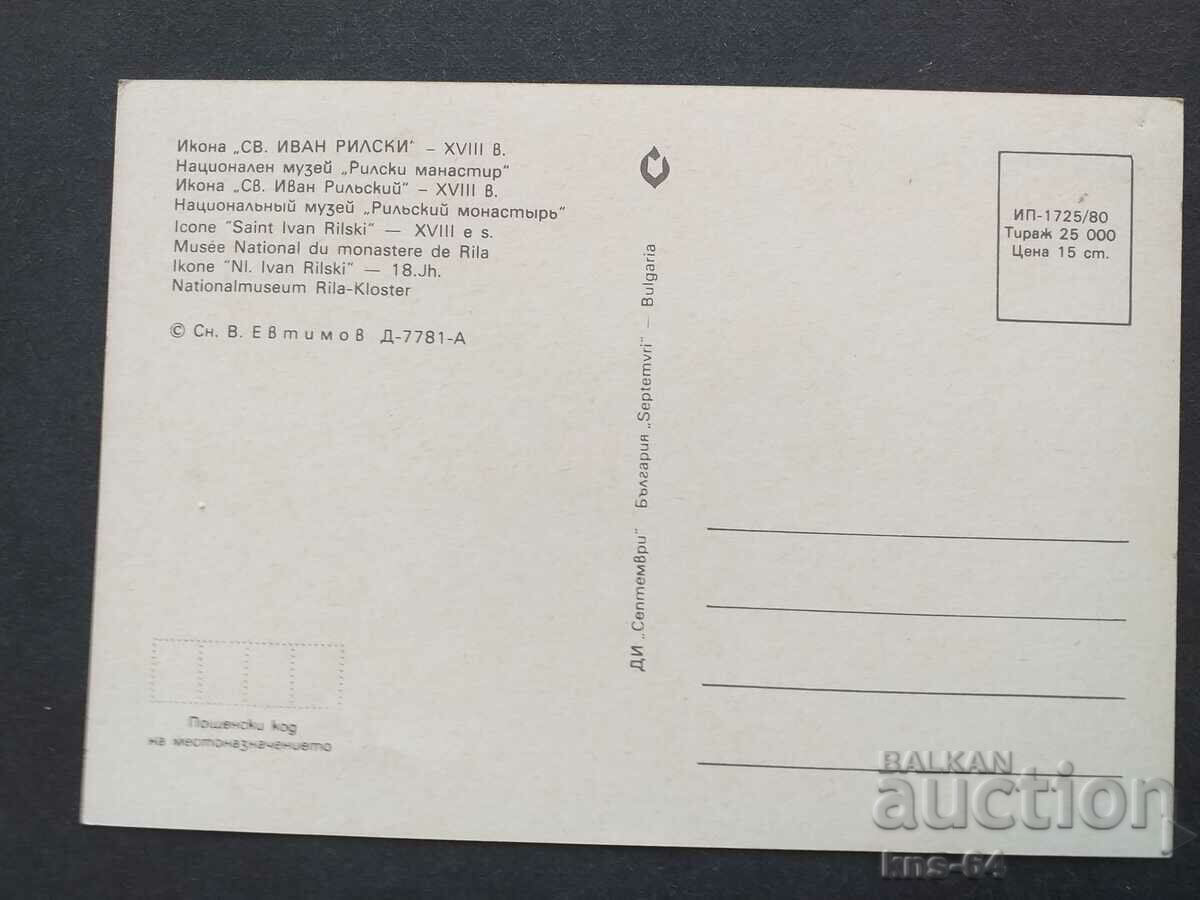 Икона „СВ. ИВАН РИЛСКИ" – XVIII в.
Национален музей „Рилски манастир"
Икона „СВ. Иван Рильский" – XVIII в.
Национальный музей „Рильский монастырь"
Icone "Saint Ivan Rilski" — XVIII e s.
Musée National du monastere de Rila
Ikone "Nl. Ivan Rilski" — 18.Jh.
Nationalmuseum Rila-Kloster
© Сн. В. Евтимов Д-7781-А
Пощенски код
на местоназначението
ДИ „Септември" България „Septemvri" — Bulgaria
ИП-1725/80
Тираж 25 000
Цена 15 ст.
BALKAN
auction
kns-64